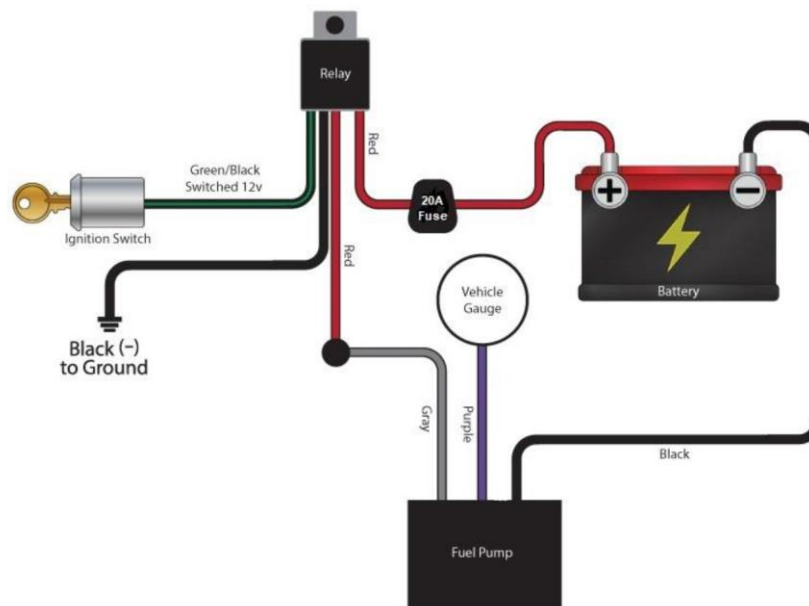 Relay
Green/Black
Switched 12v
Red
20A
Fuse
+
−
Ignition Switch
Red
Vehicle
Gauge
Battery
Black (-)
to Ground
Gray
Purple
Black
Fuel Pump